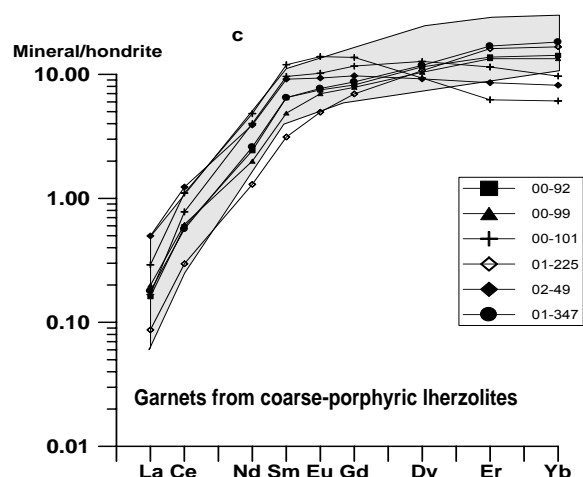 Mineral/hondrite
c
10.00
1.00
0.10
0.01
00-92
00-99
00-101
01-225
02-49
01-347
Garnets from coarse-porphyric lherzolites
La Ce Nd Sm Eu Gd Dy Er Yb